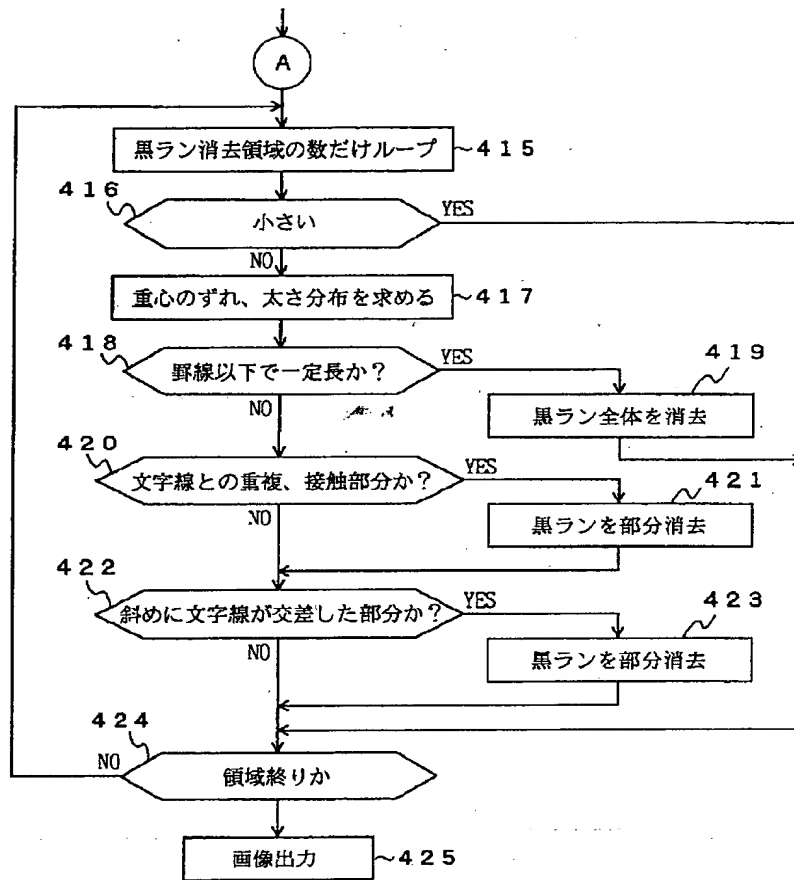 A
黒ラン消去領域の数だけループ
415
416
小さい
YES
NO
重心のずれ、太さ分布を求める
417
418
罫線以下で一定長か?
YES
NO
419
黒ラン全体を消去
420
文字線との重複、接触部分か?
YES
NO
421
黒ランを部分消去
422
斜めに文字線が交差した部分か?
YES
NO
423
黒ランを部分消去
424
NO
領域終りか
画像出力
425